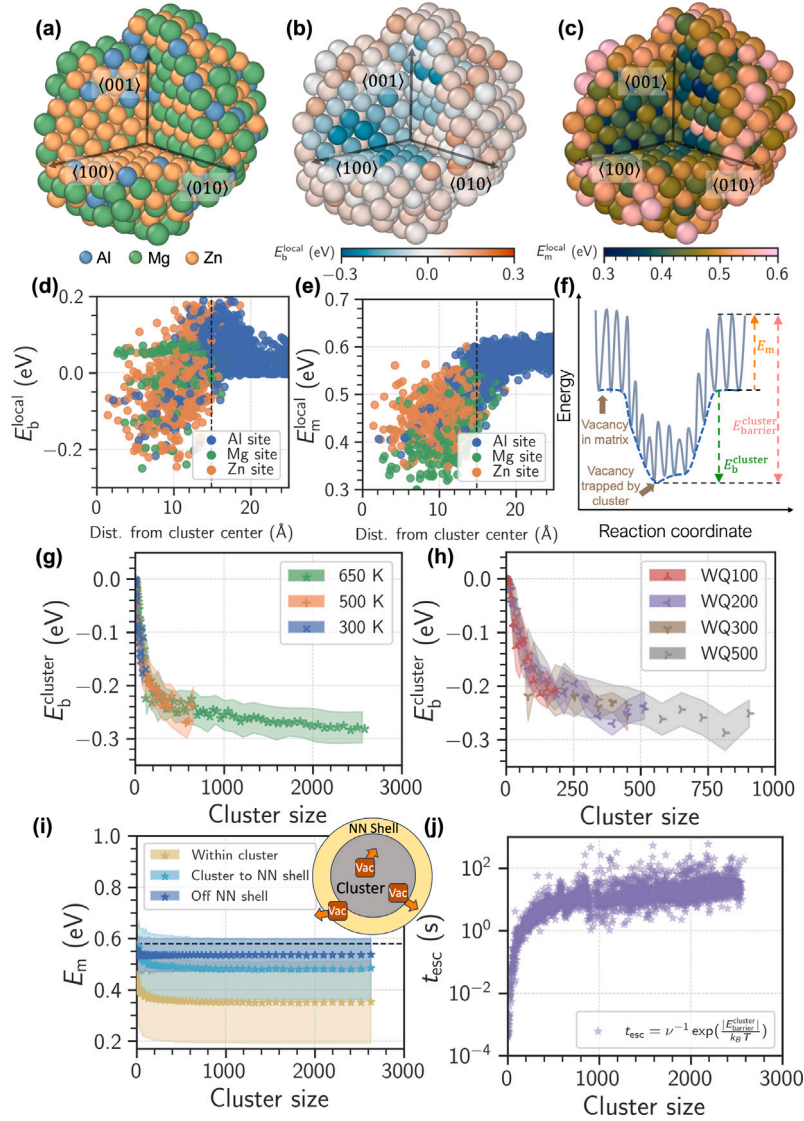 (a)
⟨001⟩
⟨100⟩
⟨010⟩
Al Mg Zn
(b)
⟨001⟩
⟨100⟩
⟨010⟩
E_b^local (eV)
−0.3 0.0 0.3
(c)
⟨001⟩
⟨100⟩
⟨010⟩
E_m^local (eV)
0.3 0.4 0.5 0.6
(d)
E_b^local (eV)
0.2
0.0
−0.2
Al site
Mg site
Zn site
0 10 20
Dist. from cluster center (Å)
(e)
E_m^local (eV)
0.7
0.6
0.5
0.4
0.3
Al site
Mg site
Zn site
0 10 20
Dist. from cluster center (Å)
(f)
Energy
Vacancy
in matrix
Vacancy
trapped by
cluster
E_m
E_barrier^cluster
E_b^cluster
Reaction coordinate
(g)
E_b^cluster (eV)
0.0
−0.1
−0.2
−0.3
650 K
500 K
300 K
0 1000 2000 3000
Cluster size
(h)
E_b^cluster (eV)
0.0
−0.1
−0.2
−0.3
WQ100
WQ200
WQ300
WQ500
0 250 500 750 1000
Cluster size
(i)
E_m (eV)
1.0
0.8
0.6
0.4
0.2
Within cluster
Cluster to NN shell
Off NN shell
NN Shell
Vac
Cluster
Vac
Vac
0 1000 2000 3000
Cluster size
(j)
t_esc (s)
10^2
10^0
10^−2
10^−4
t_esc = ν^−1 exp(|E_barrier^cluster|/k_B T)
0 1000 2000 3000
Cluster size